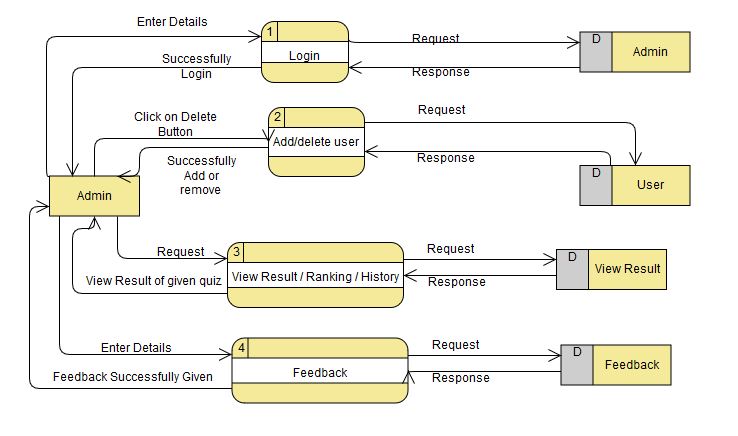 Enter Details
1
Login
Request
D
Admin
Successfully
Login
Response
Click on Delete
Button
2
Add/delete user
Request
Successfully
Add or
remove
Response
D
User
Admin
Request
3
View Result / Ranking / History
Request
D
View Result
View Result of given quiz
Response
Enter Details
4
Feedback
Request
D
Feedback
Feedback Successfully Given
Response